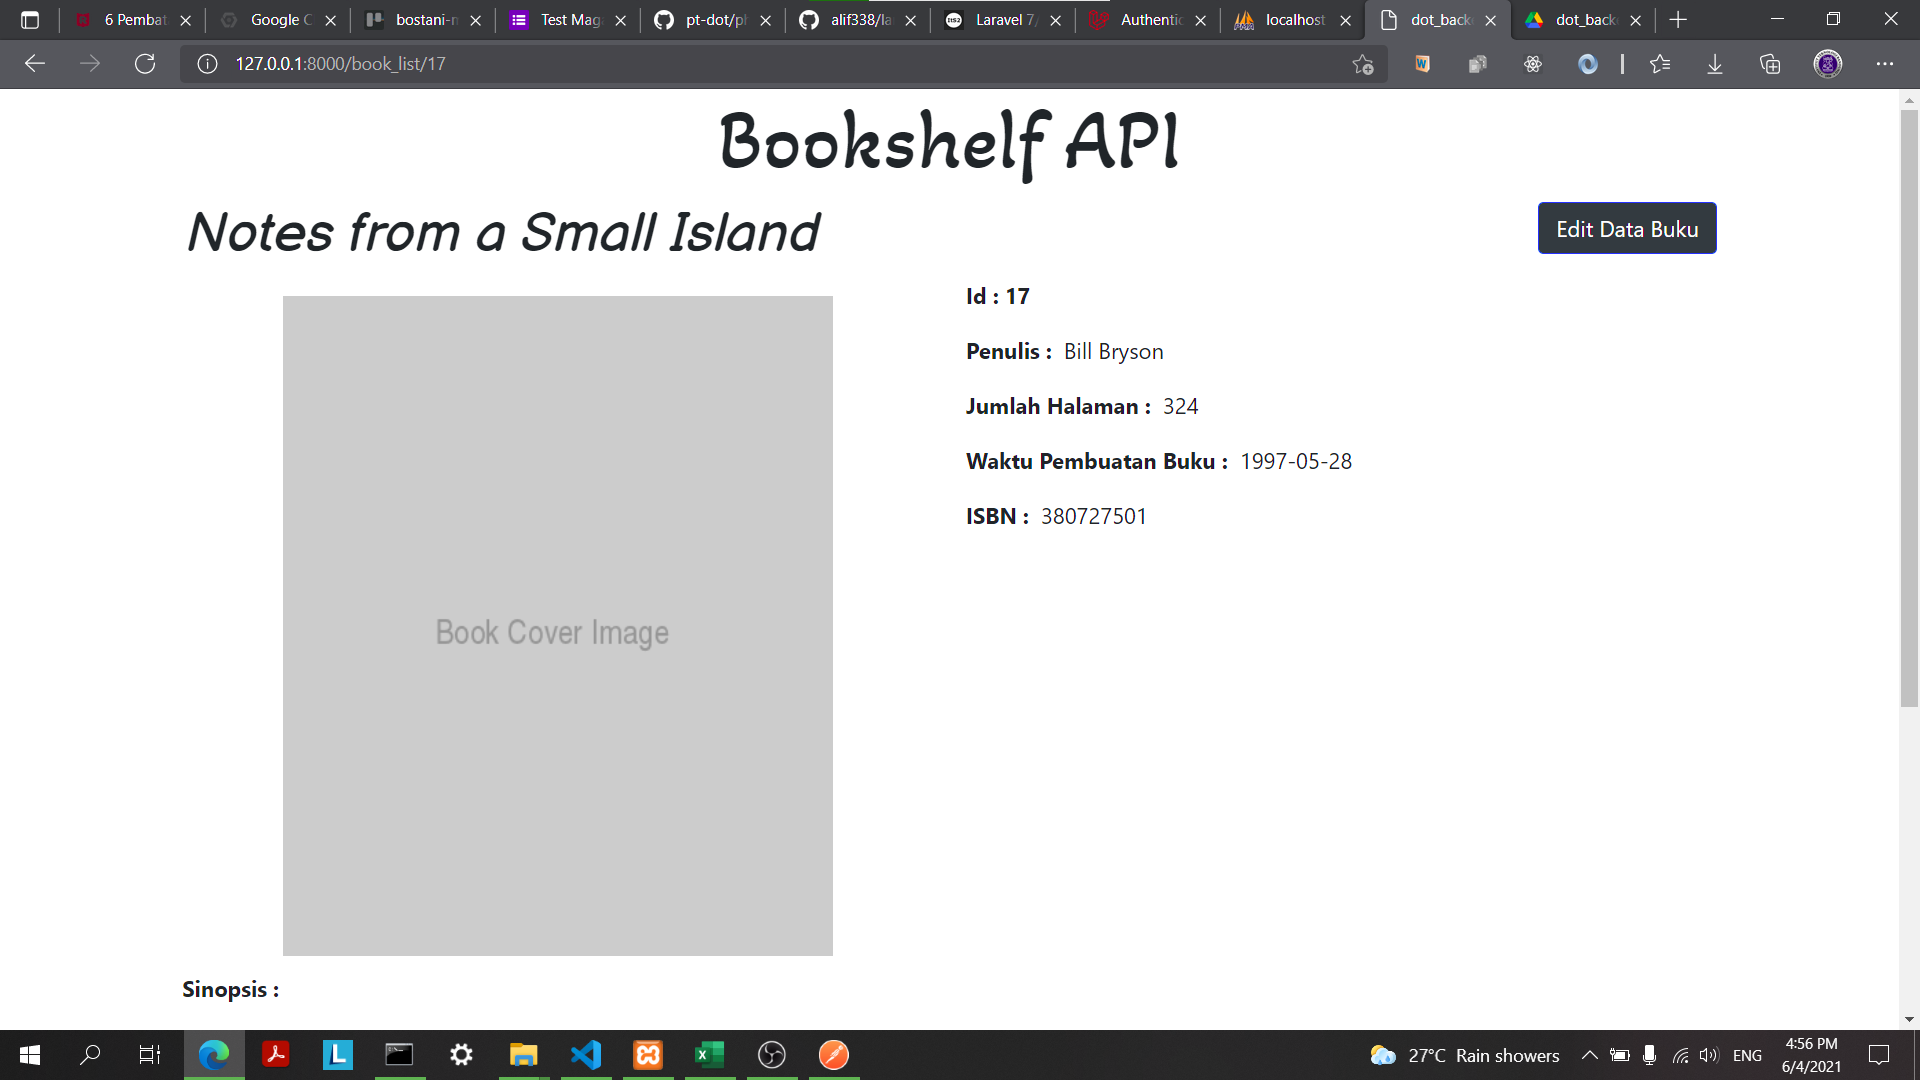 6 Pembat
Google C
bostani-m
Test Mag
pt-dot/ph
alif338/la
Laravel 7/
Authentic
localhost
dot_back
dot_back
127.0.0.1:8000/book_list/17
Bookshelf API
Notes from a Small Island
Edit Data Buku
Id : 17
Penulis : Bill Bryson
Jumlah Halaman : 324
Waktu Pembuatan Buku : 1997-05-28
ISBN : 380727501
Book Cover Image
Sinopsis :
27°C Rain showers
ENG
4:56 PM
6/4/2021